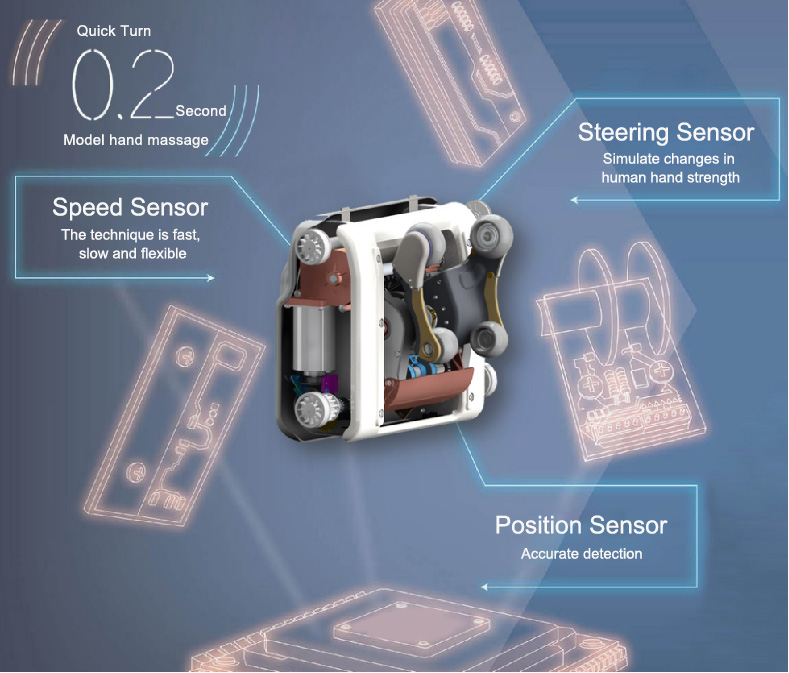 Quick Turn
0.2 Second
Model hand massage
Steering Sensor
Simulate changes in
human hand strength
Speed Sensor
The technique is fast,
slow and flexible
Position Sensor
Accurate detection